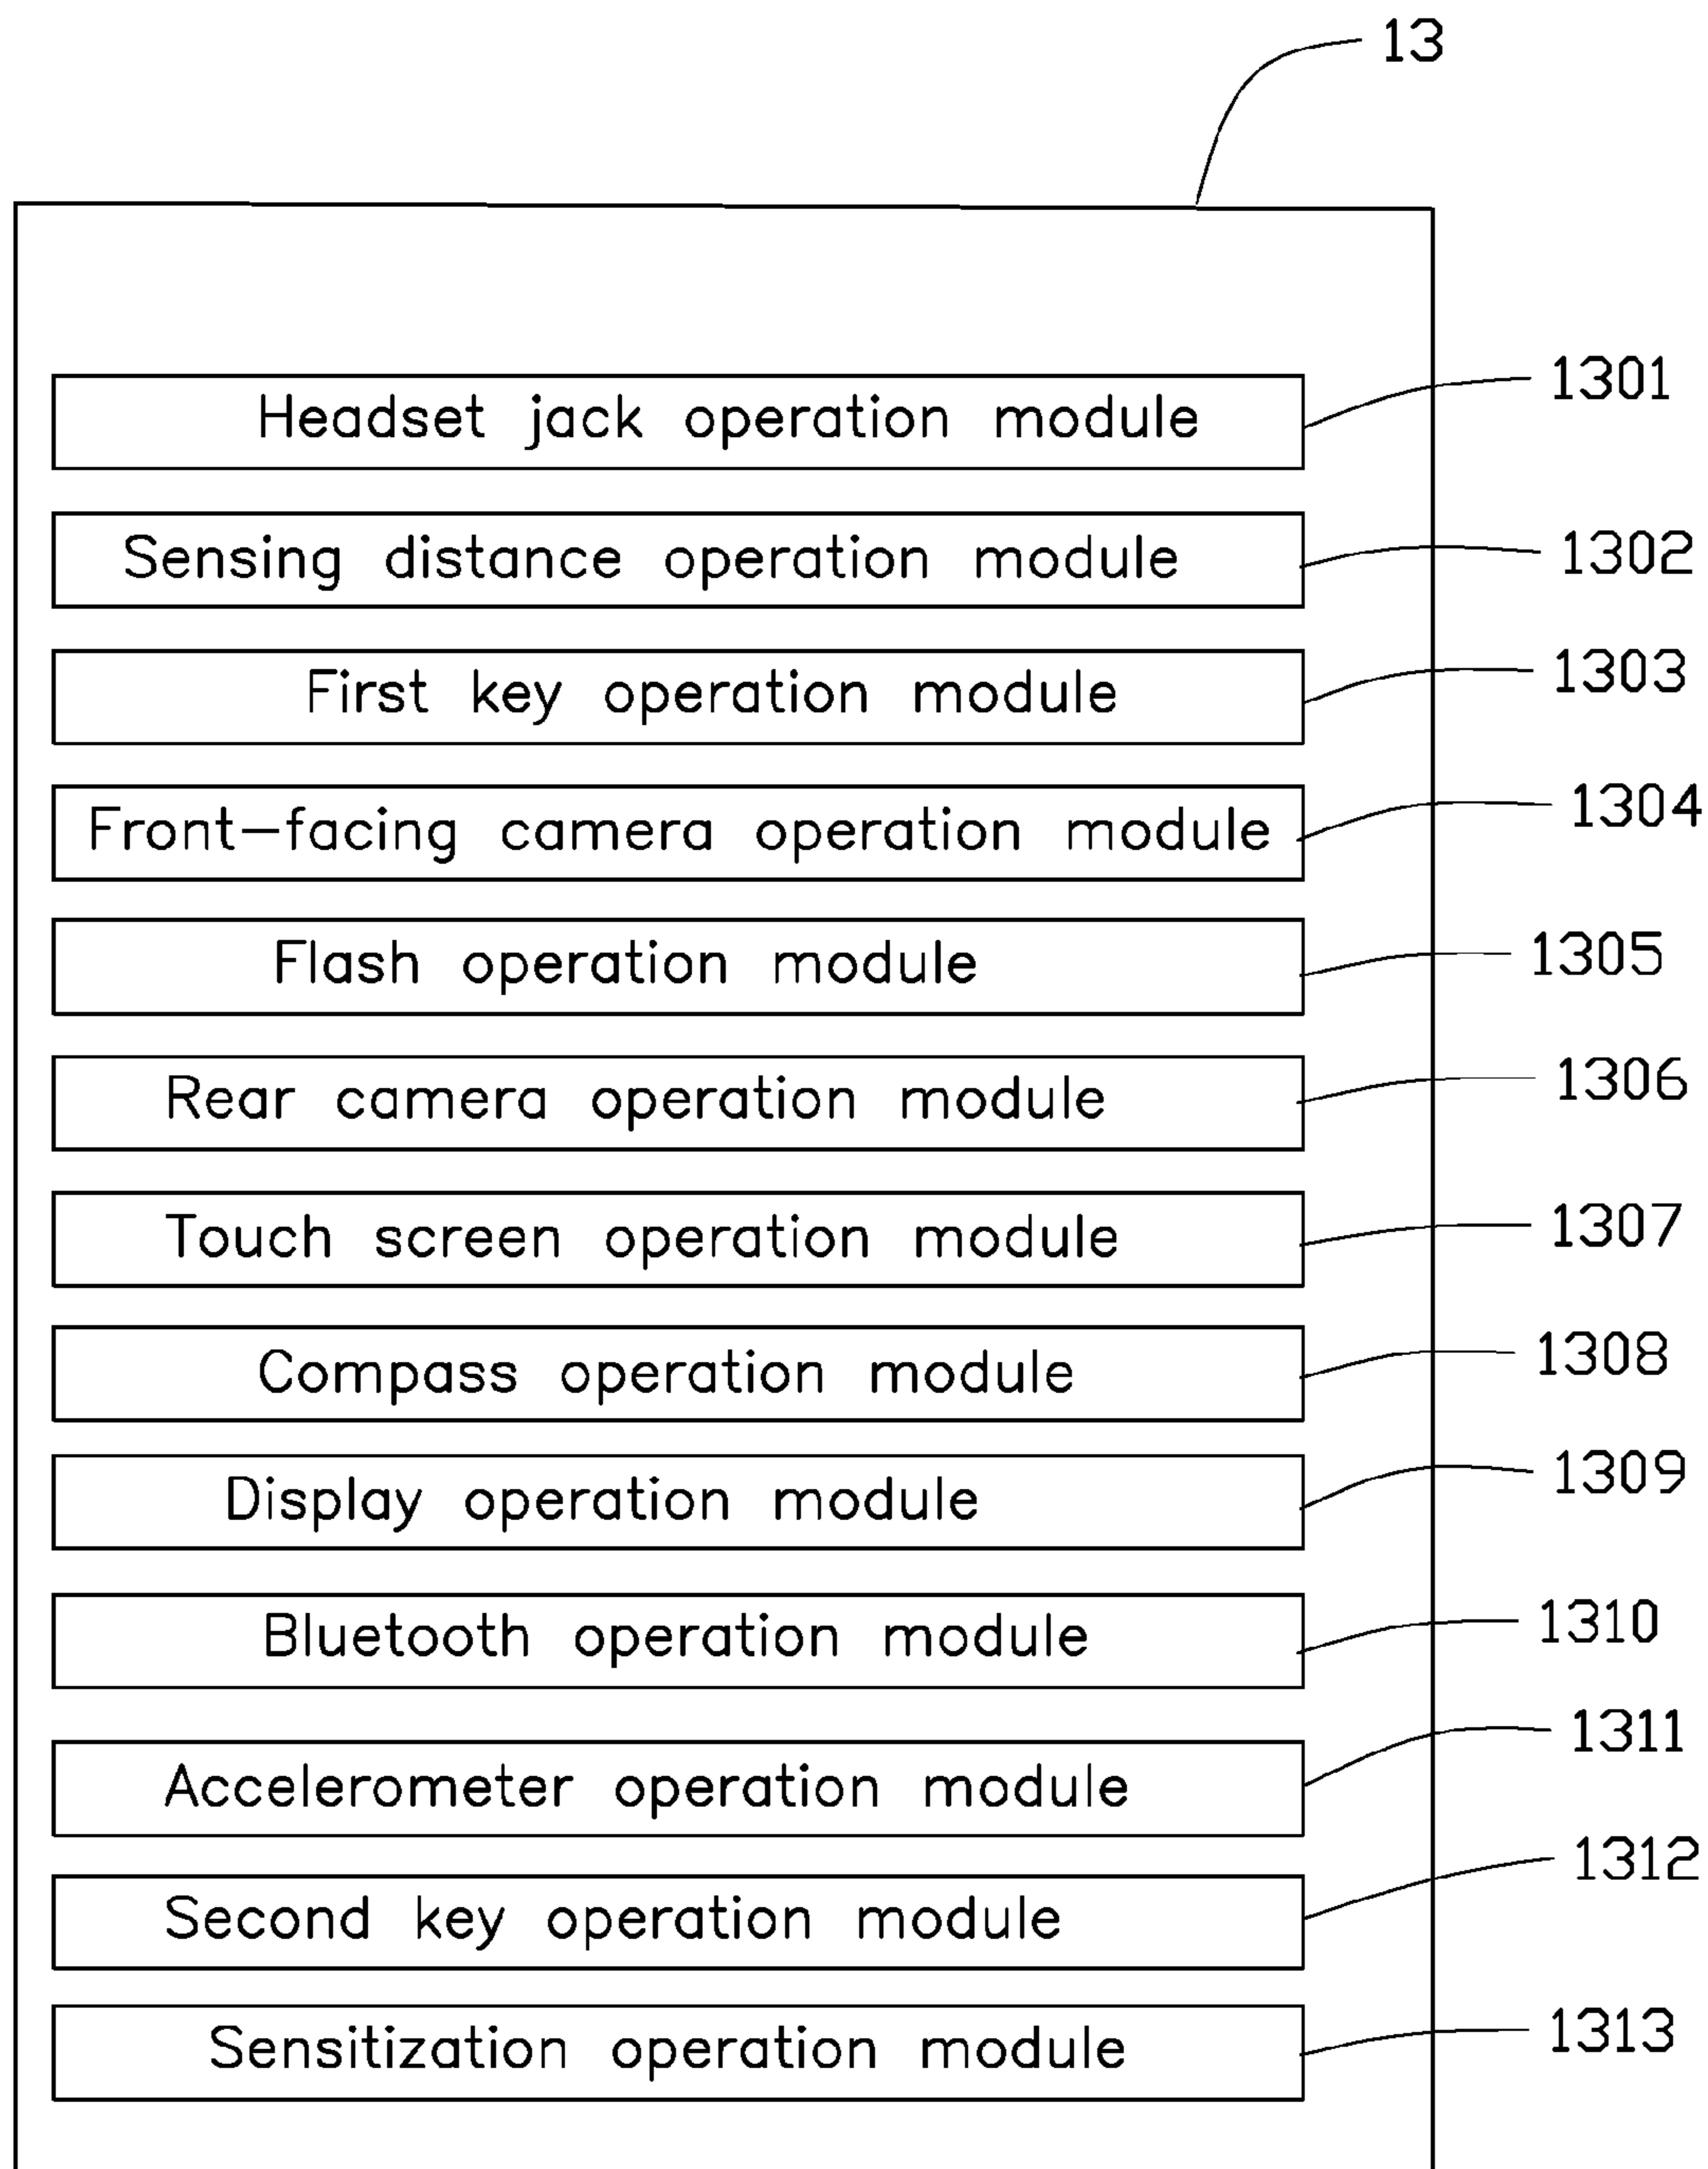 13
Headset jack operation module 1301
Sensing distance operation module 1302
First key operation module 1303
Front-facing camera operation module 1304
Flash operation module 1305
Rear camera operation module 1306
Touch screen operation module 1307
Compass operation module 1308
Display operation module 1309
Bluetooth operation module 1310
Accelerometer operation module 1311
Second key operation module 1312
Sensitization operation module 1313